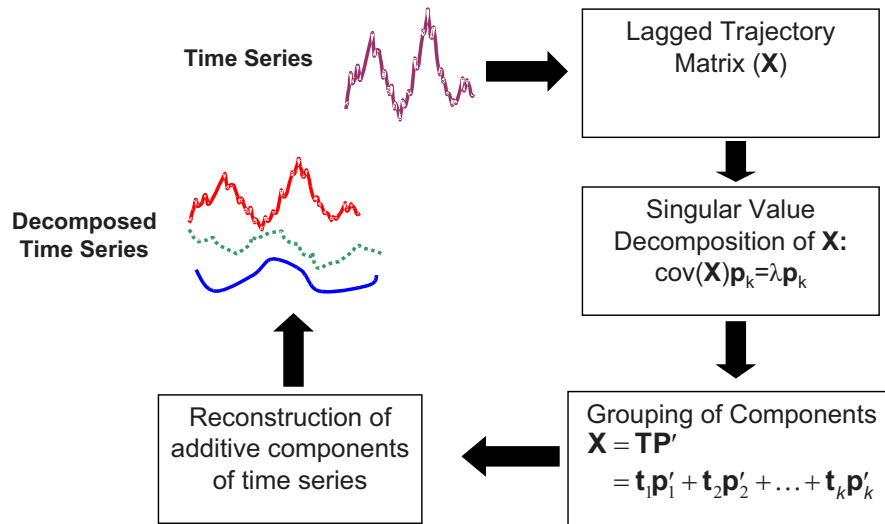 Time Series
Lagged Trajectory
Matrix (X)
Singular Value
Decomposition of X:
cov(X)pₖ=λpₖ
Grouping of Components
X = TP′
= t₁p′₁ + t₂p′₂ + … + tₖp′ₖ
Reconstruction of
additive components
of time series
Decomposed
Time Series